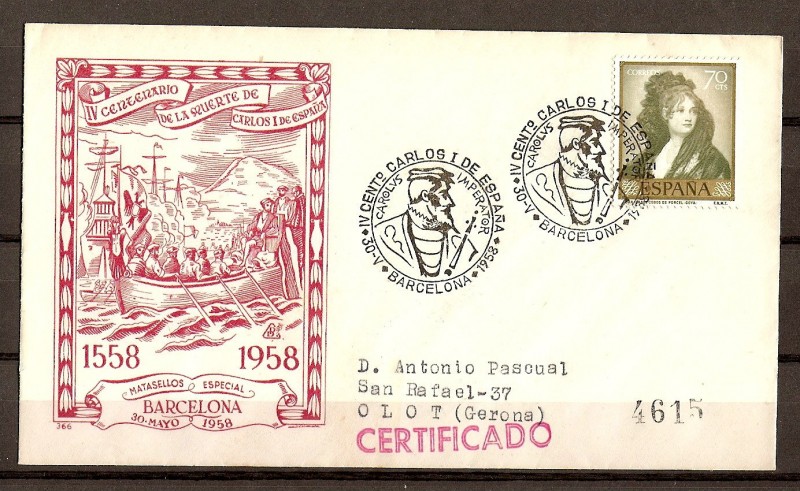 IV CENTENARIO
DE LA MUERTE DE
CARLOS I DE ESPAÑA
1558 1958
MATASELLOS ESPECIAL
BARCELONA
30-MAYO 1958
366
IV CENTº CARLOS I DE ESPAÑA
CAROLVS IMPERATOR
30-V BARCELONA 1958
IV CENTº CARLOS I DE ESPAÑA
CAROLVS IMPERATOR
30-V BARCELONA
CORREOS 70
CTS
ESPAÑA
D. Antonio Pascual
San Rafael-37
OLOT (Gerona)
4615
CERTIFICADO